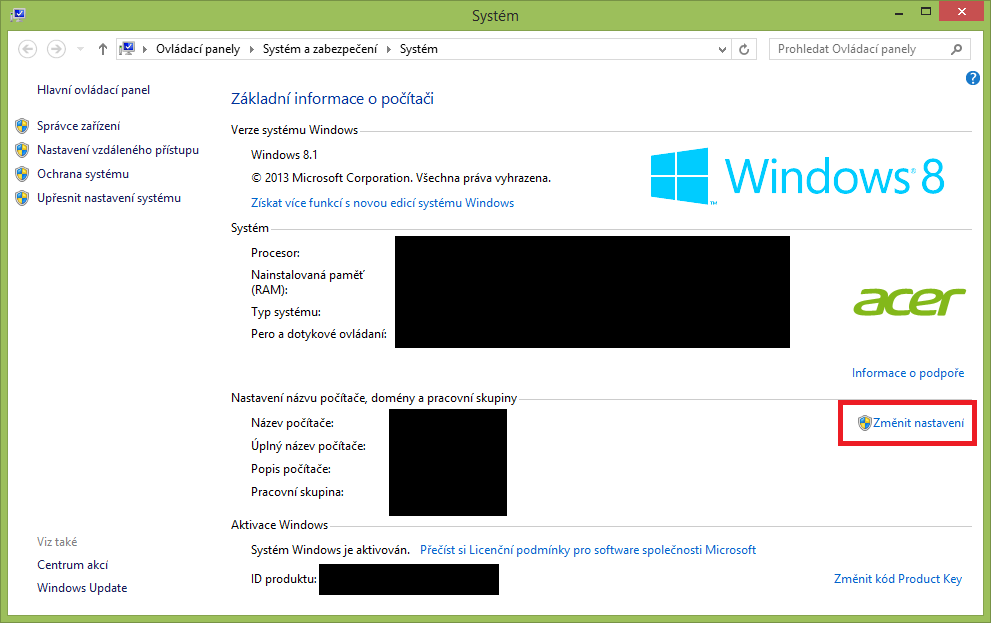 Systém
Ovládací panely
Systém a zabezpečení
Systém
Prohledat Ovládací panely
?
Hlavní ovládací panel
Správce zařízení
Nastavení vzdáleného přístupu
Ochrana systému
Upřesnit nastavení systému
Základní informace o počítači
Verze systému Windows
Windows 8.1
© 2013 Microsoft Corporation. Všechna práva vyhrazena.
Získat více funkcí s novou edicí systému Windows
Windows® 8
™
Systém
Procesor:
Nainstalovaná paměť
(RAM):
Typ systému:
Pero a dotykové ovládání:
acer
Informace o podpoře
Nastavení názvu počítače, domény a pracovní skupiny
Název počítače:
Změnit nastavení
Úplný název počítače:
Popis počítače:
Pracovní skupina:
Aktivace Windows
Systém Windows je aktivován. Přečíst si Licenční podmínky pro software společnosti Microsoft
ID produktu:
Změnit kód Product Key
Viz také
Centrum akcí
Windows Update